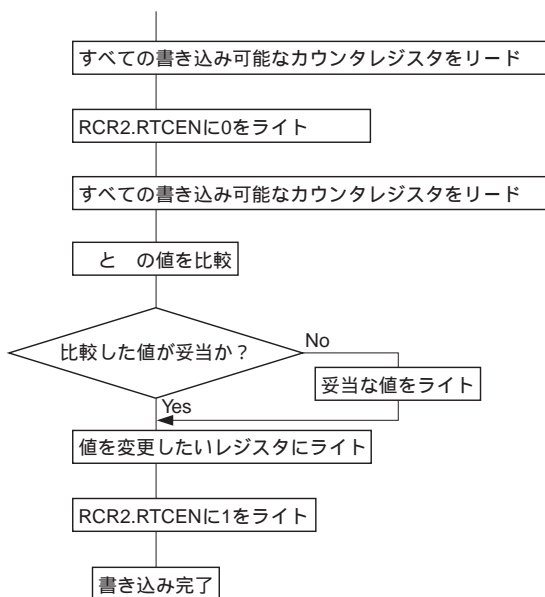 すべての書き込み可能なカウンタレジスタをリード
RCR2.RTCENに0をライト
すべての書き込み可能なカウンタレジスタをリード
と の値を比較
比較した値が妥当か？
No
妥当な値をライト
Yes
値を変更したいレジスタにライト
RCR2.RTCENに1をライト
書き込み完了